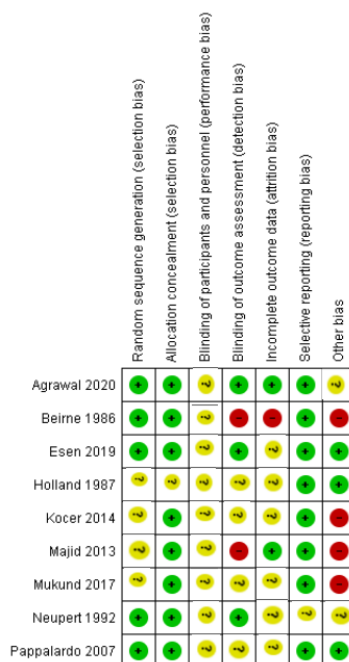 Random sequence generation (selection bias)
Allocation concealment (selection bias)
Blinding of participants and personnel (performance bias)
Blinding of outcome assessment (detection bias)
Incomplete outcome data (attrition bias)
Selective reporting (reporting bias)
Other bias
Agrawal 2020 + + ? + + + ?
Beirne 1986 + + ? - - + -
Esen 2019 + + ? + ? + +
Holland 1987 ? ? ? ? ? + +
Kocer 2014 ? + ? ? ? + -
Majid 2013 ? + ? - + + -
Mukund 2017 ? + ? ? ? + -
Neupert 1992 + + ? + ? ? ?
Pappalardo 2007 + + ? ? ? + +